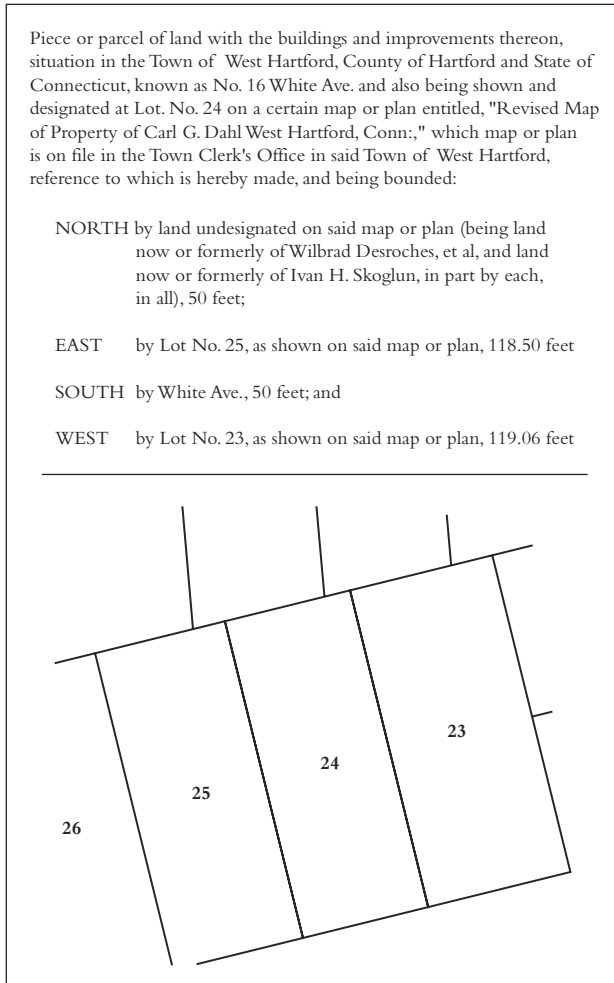 Piece or parcel of land with the buildings and improvements thereon,
situation in the Town of West Hartford, County of Hartford and State of
Connecticut, known as No. 16 White Ave. and also being shown and
designated at Lot. No. 24 on a certain map or plan entitled, "Revised Map
of Property of Carl G. Dahl West Hartford, Conn:," which map or plan
is on file in the Town Clerk's Office in said Town of West Hartford,
reference to which is hereby made, and being bounded:
NORTH by land undesignated on said map or plan (being land
now or formerly of Wilbrad Desroches, et al, and land
now or formerly of Ivan H. Skoglun, in part by each,
in all), 50 feet;
EAST by Lot No. 25, as shown on said map or plan, 118.50 feet
SOUTH by White Ave., 50 feet; and
WEST by Lot No. 23, as shown on said map or plan, 119.06 feet
23
24
25
26